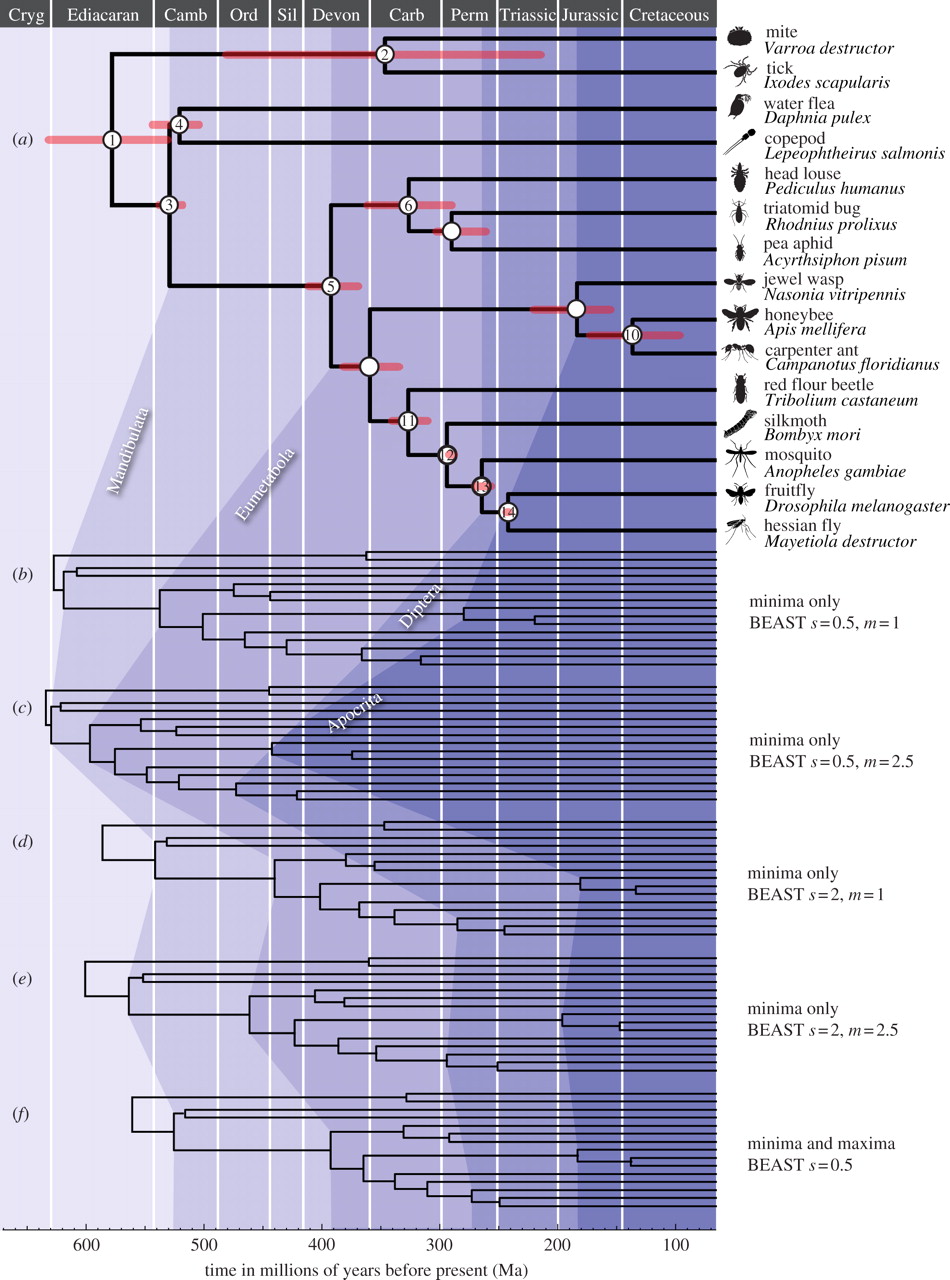 Cryg Ediacaran Camb Ord Sil Devon Carb Perm Triassic Jurassic Cretaceous
(a)
1
2
3
4
5
6
10
11
12
13
14
mite
Varroa destructor
tick
Ixodes scapularis
water flea
Daphnia pulex
copepod
Lepeophtheirus salmonis
head louse
Pediculus humanus
triatomid bug
Rhodnius prolixus
pea aphid
Acyrthsiphon pisum
jewel wasp
Nasonia vitripennis
honeybee
Apis mellifera
carpenter ant
Campanotus floridianus
red flour beetle
Tribolium castaneum
silkmoth
Bombyx mori
mosquito
Anopheles gambiae
fruitfly
Drosophila melanogaster
hessian fly
Mayetiola destructor
Mandibulata
Eumetabola
Diptera
Apocrita
(b)
minima only
BEAST s=0.5, m=1
(c)
minima only
BEAST s=0.5, m=2.5
(d)
minima only
BEAST s=2, m=1
(e)
minima only
BEAST s=2, m=2.5
(f)
minima and maxima
BEAST s=0.5
600 500 400 300 200 100
time in millions of years before present (Ma)